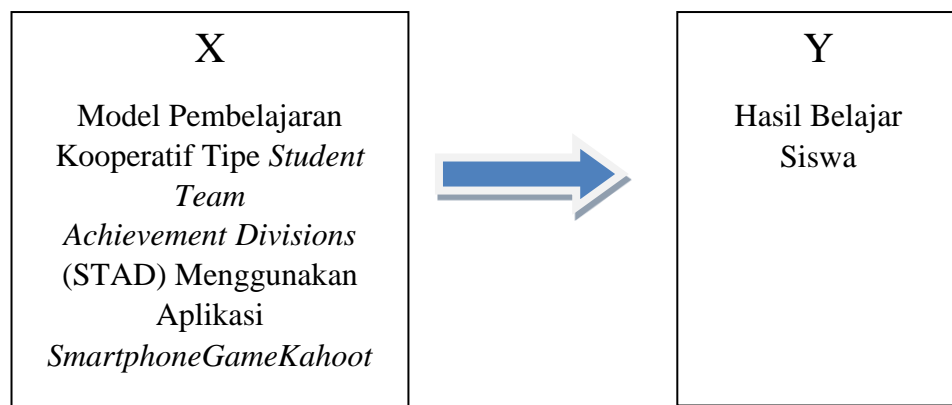 X
Model Pembelajaran
Kooperatif Tipe Student
Team
Achievement Divisions
(STAD) Menggunakan
Aplikasi
SmartphoneGameKahoot
Y
Hasil Belajar
Siswa